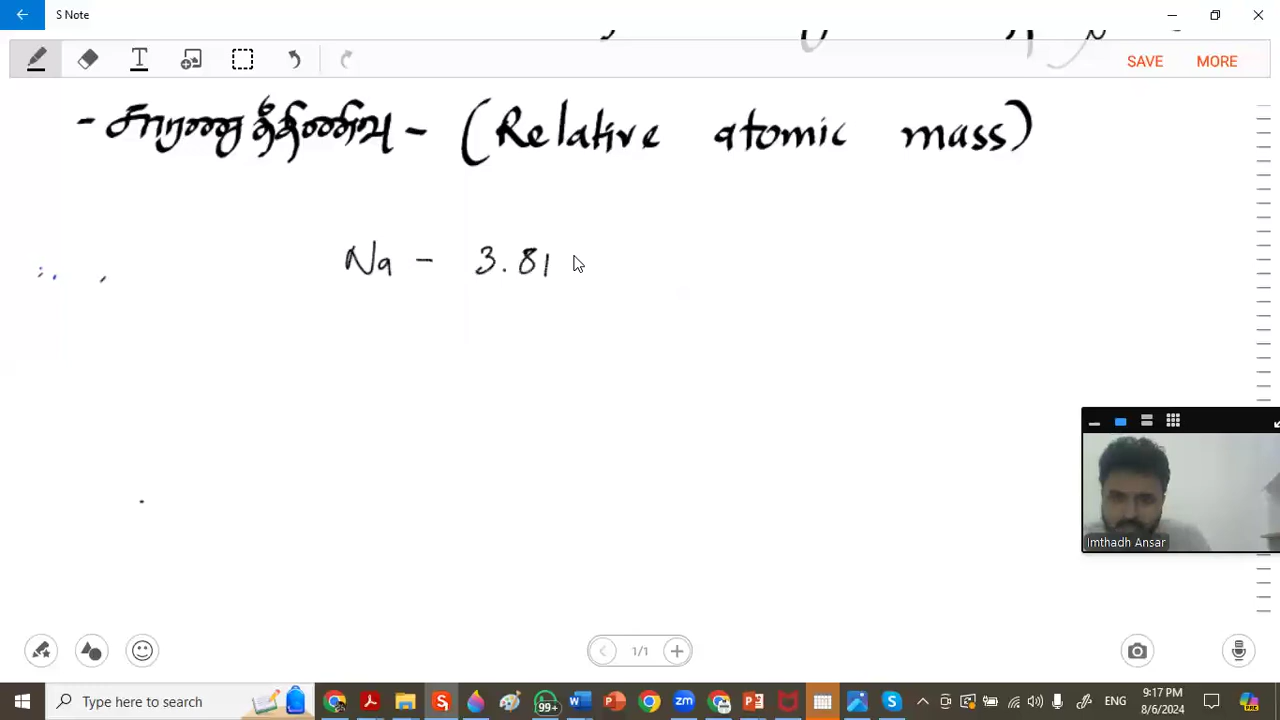 S Note
SAVE MORE
- சாரணுத்திணிவு - (Relative atomic mass)
Na - 3.81
Imthadh Ansar
1/1
Type here to search
99+
ENG
9:17 PM
8/6/2024